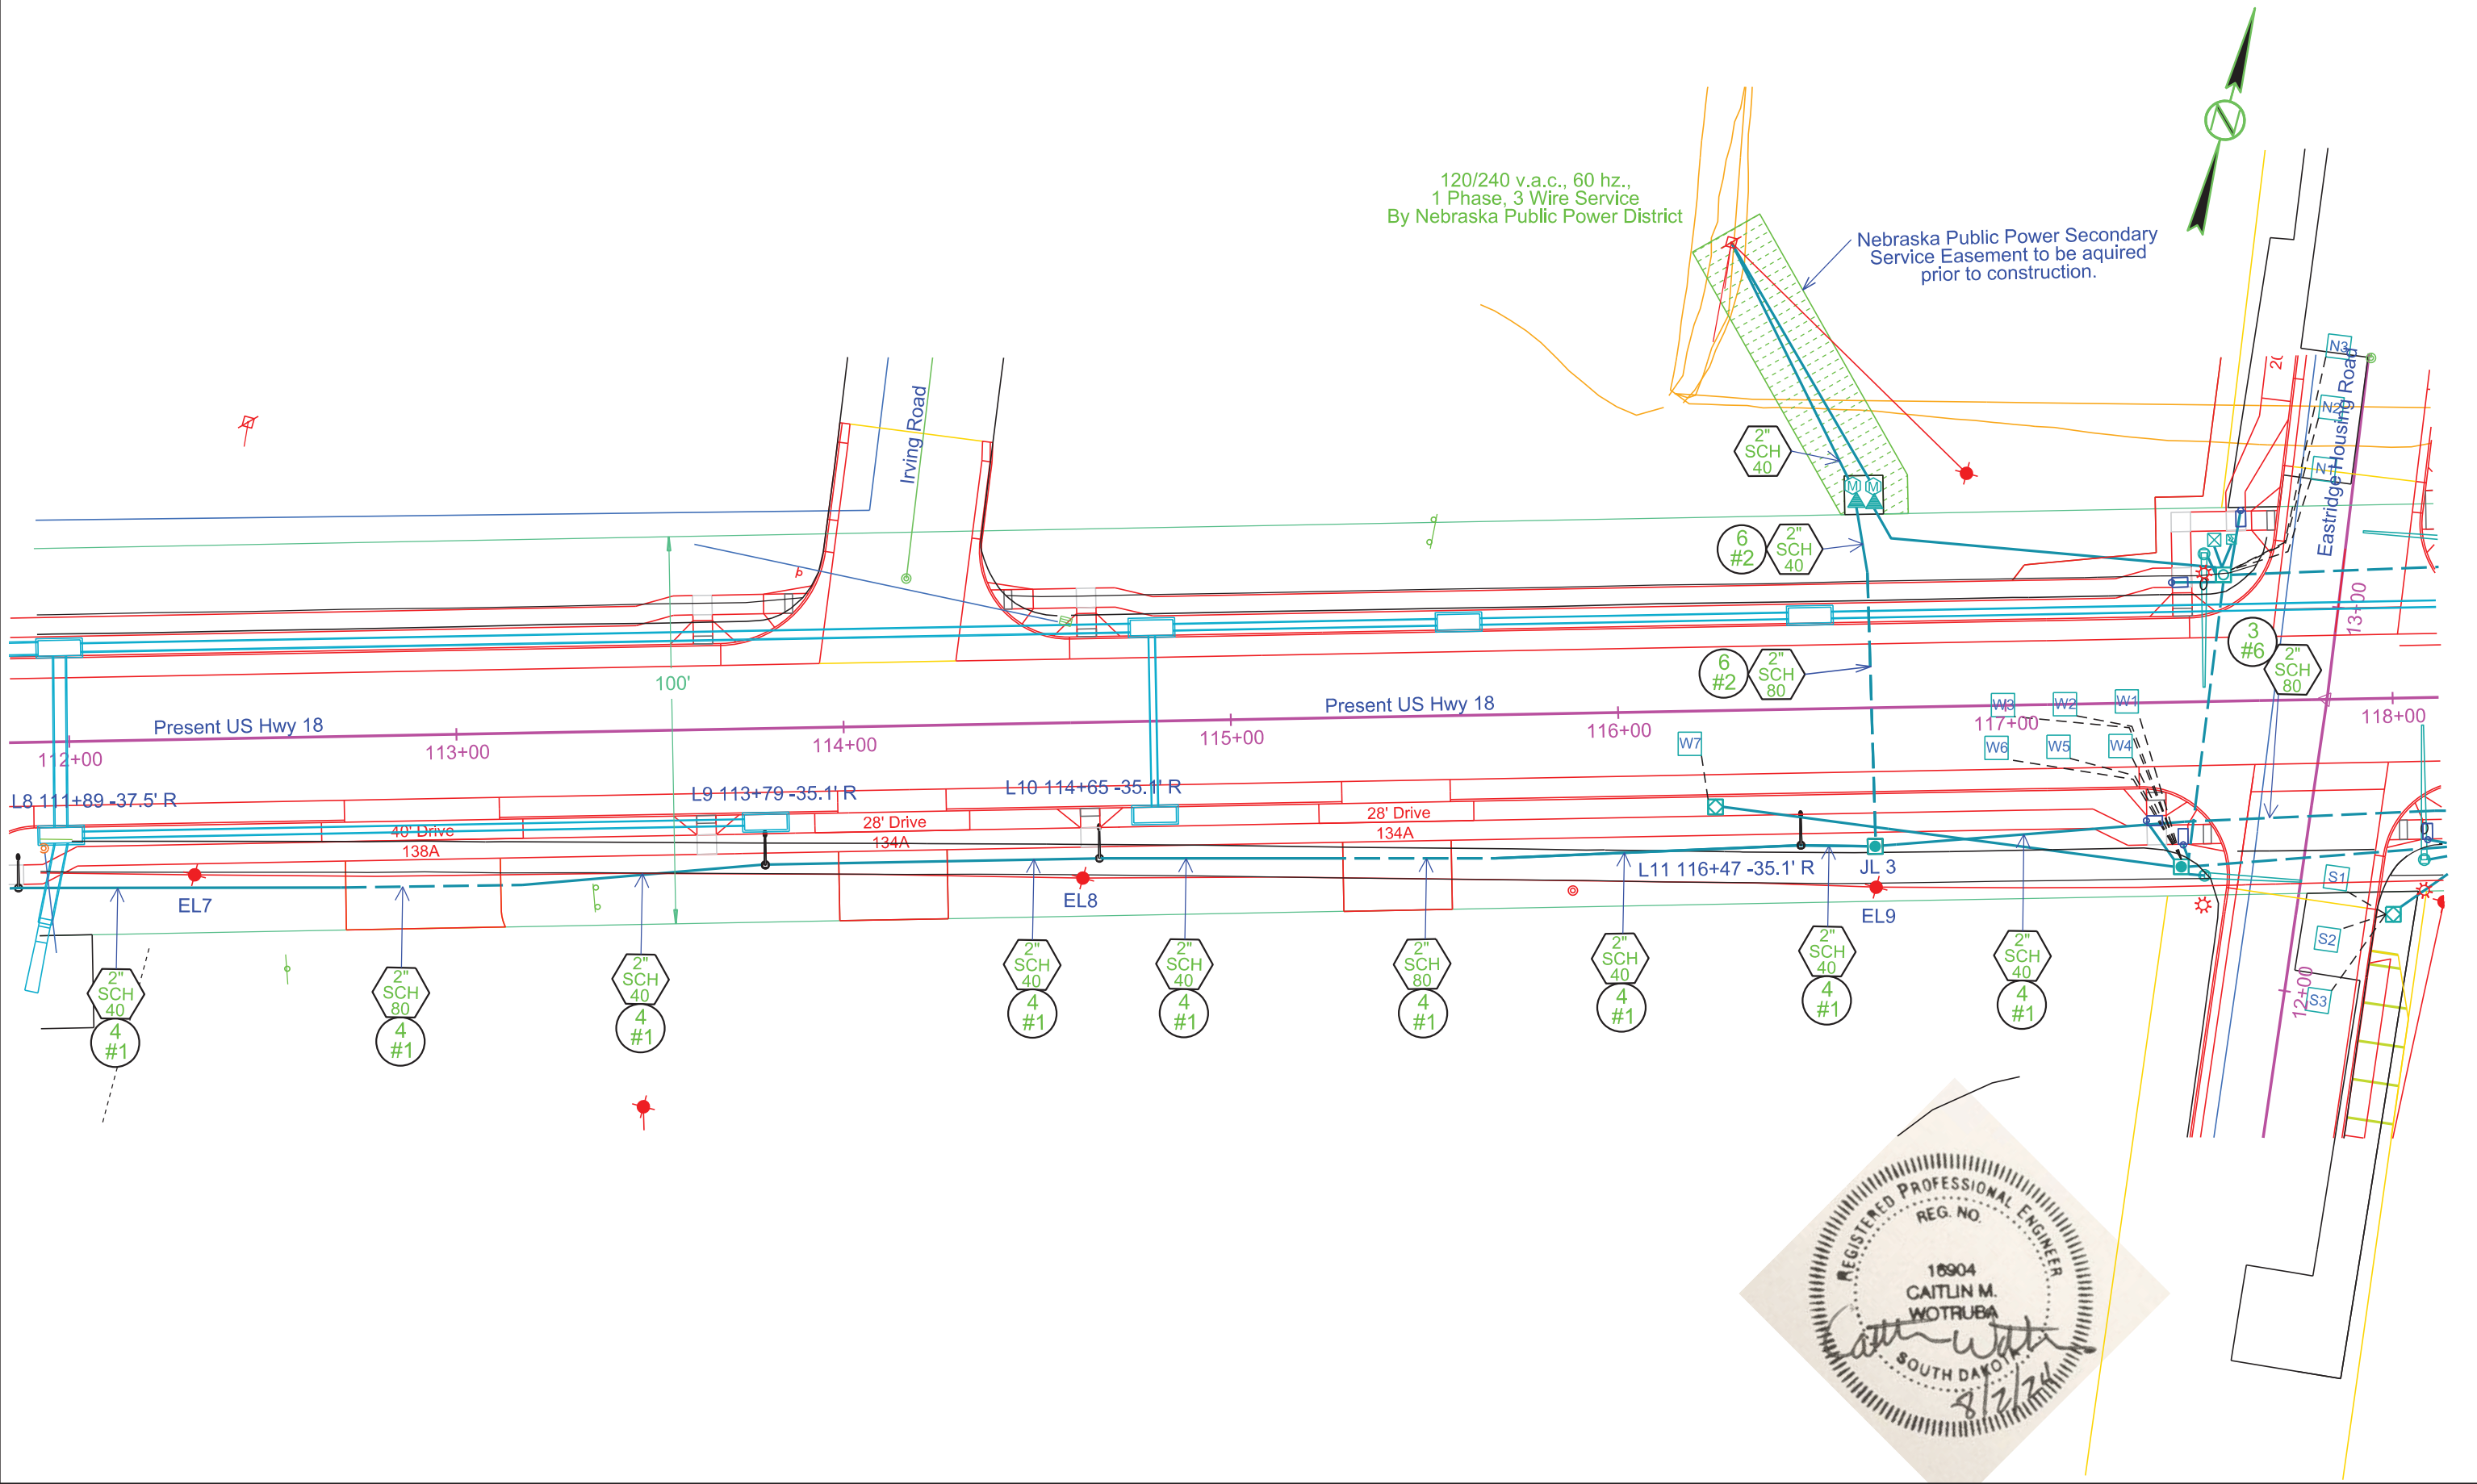 120/240 v.a.c., 60 hz.,
1 Phase, 3 Wire Service
By Nebraska Public Power District
Nebraska Public Power Secondary
Service Easement to be aquired
prior to construction.
N3
N2
N1
Eastridge Housing Road
Irving Road
2"
SCH
40
6
#2
2"
SCH
40
13+00
3
#6
2"
SCH
80
6
#2
2"
SCH
80
100'
Present US Hwy 18
Present US Hwy 18
112+00
113+00
114+00
115+00
116+00
117+00
118+00
W3
W2
W1
W7
W6
W5
W4
L8 111+89 -37.5' R
L9 113+79 -35.1' R
L10 114+65 -35.1' R
40' Drive
138A
28' Drive
134A
28' Drive
134A
L11 116+47 -35.1' R
JL 3
EL7
EL8
EL9
S1
S2
S3
12+00
2"
SCH
40
4
#1
2"
SCH
80
4
#1
2"
SCH
40
4
#1
2"
SCH
40
4
#1
2"
SCH
40
4
#1
2"
SCH
80
4
#1
2"
SCH
40
4
#1
2"
SCH
40
4
#1
2"
SCH
40
4
#1
REGISTERED PROFESSIONAL ENGINEER
REG. NO.
16904
CAITLIN M.
WOTRUBA
SOUTH DAKOTA
8/2/24